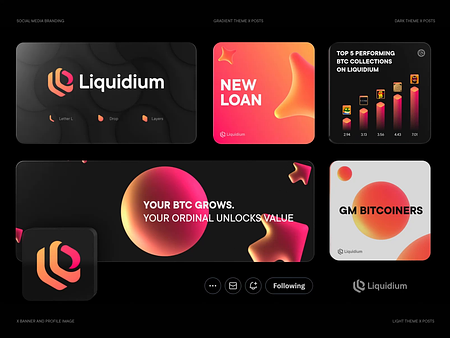 SOCIAL MEDIA BRANDING
GRADIENT THEME X POSTS
DARK THEME X POSTS
Liquidium
Letter L
Drop
Layers
NEW
LOAN
Liquidium
TOP 5 PERFORMING
BTC COLLECTIONS
ON LIQUIDIUM
2.98
3.13
3.56
4.43
7.01
YOUR BTC GROWS.
YOUR ORDINAL UNLOCKS VALUE
GM BITCOINERS
Liquidium
Following
Liquidium
X BANNER AND PROFILE IMAGE
LIGHT THEME X POSTS